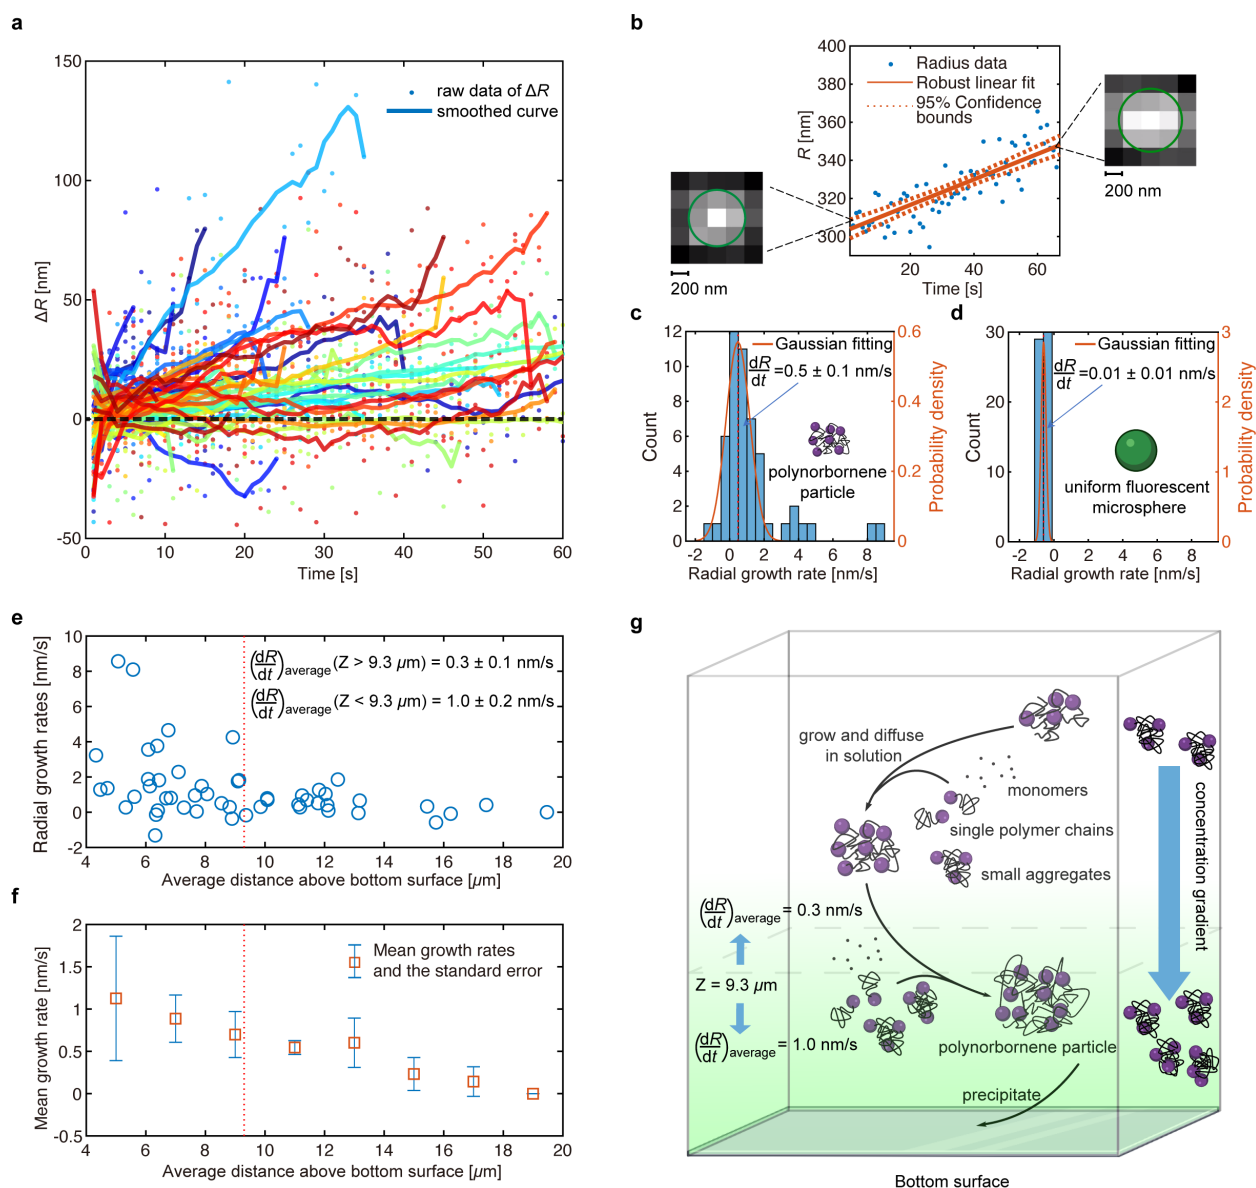 a
150
100
50
0
-50
0
10
20
30
40
50
60
ΔR [nm]
Time [s]
raw data of ΔR
smoothed curve
b
400
380
360
340
320
300
20
40
60
R [nm]
Time [s]
Radius data
Robust linear fit
95% Confidence
bounds
200 nm
200 nm
c
12
10
8
6
4
2
0
-2
0
2
4
6
8
0.6
0.4
0.2
0
Count
Probability density
Radial growth rate [nm/s]
Gaussian fitting
dR/dt =0.5 ± 0.1 nm/s
polynorbornene
particle
d
30
20
10
0
-2
0
2
4
6
8
3
2
1
0
Count
Probability density
Radial growth rate [nm/s]
Gaussian fitting
dR/dt =0.01 ± 0.01 nm/s
uniform fluorescent
microsphere
e
10
8
6
4
2
0
-2
4
6
8
10
12
14
16
18
20
Radial growth rates [nm/s]
Average distance above bottom surface [μm]
(dR/dt)average (Z > 9.3 μm) = 0.3 ± 0.1 nm/s
(dR/dt)average (Z < 9.3 μm) = 1.0 ± 0.2 nm/s
f
2
1.5
1
0.5
0
-0.5
4
6
8
10
12
14
16
18
20
Mean growth rate [nm/s]
Average distance above bottom surface [μm]
Mean growth rates
and the standard error
g
grow and diffuse
in solution
monomers
single polymer chains
small aggregates
concentration gradient
(dR/dt)average = 0.3 nm/s
Z = 9.3 μm
(dR/dt)average = 1.0 nm/s
polynorbornene particle
precipitate
Bottom surface